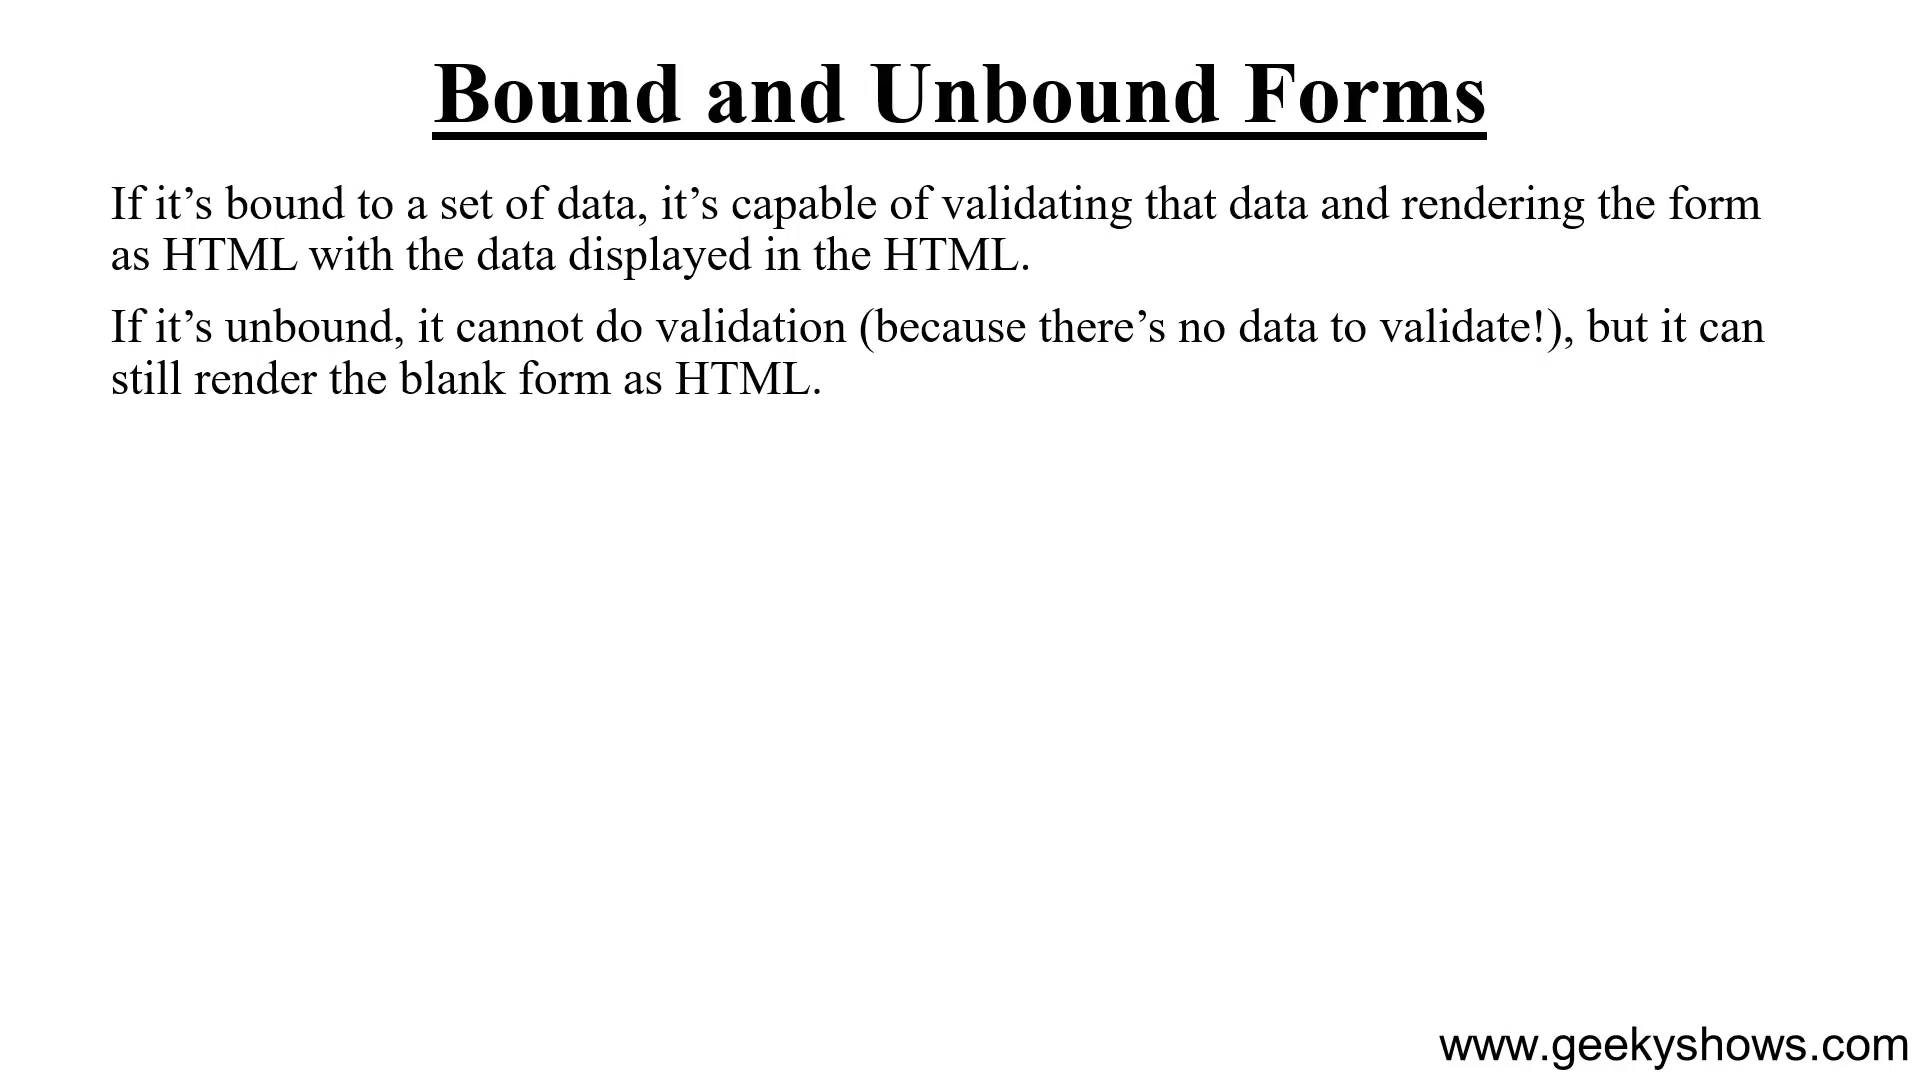 Bound and Unbound Forms
If it’s bound to a set of data, it’s capable of validating that data and rendering the form
as HTML with the data displayed in the HTML.
If it’s unbound, it cannot do validation (because there’s no data to validate!), but it can
still render the blank form as HTML.
www.geekyshows.com